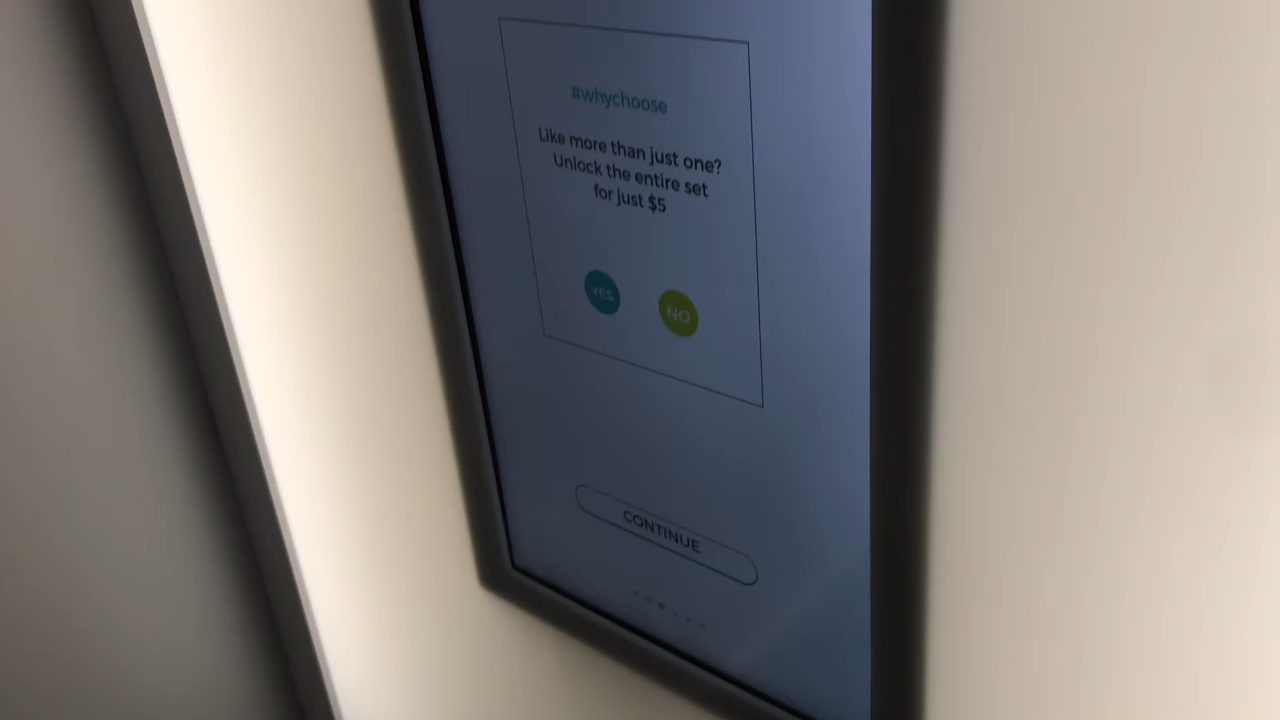 #whychoose
Like more than just one?
Unlock the entire set
for just $5
YES
NO
CONTINUE